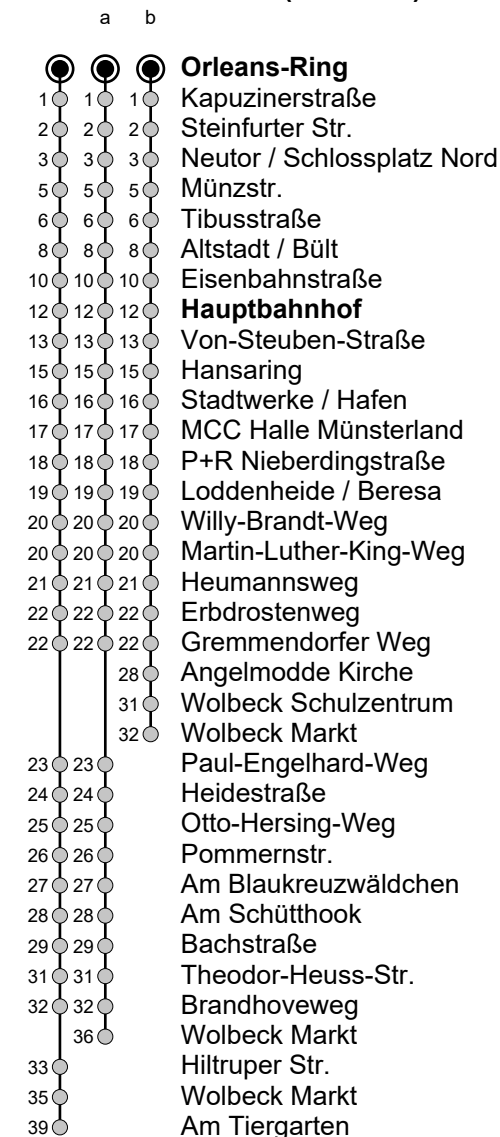 a b
Orleans-Ring
1 1 1 Kapuzinerstraße
2 2 2 Steinfurter Str.
3 3 3 Neutor / Schlossplatz Nord
5 5 5 Münzstr.
6 6 6 Tibusstraße
8 8 8 Altstadt / Bült
10 10 10 Eisenbahnstraße
12 12 12 Hauptbahnhof
13 13 13 Von-Steuben-Straße
15 15 15 Hansaring
16 16 16 Stadtwerke / Hafen
17 17 17 MCC Halle Münsterland
18 18 18 P+R Nieberdingstraße
19 19 19 Loddenheide / Beresa
20 20 20 Willy-Brandt-Weg
20 20 20 Martin-Luther-King-Weg
21 21 21 Heumannsweg
22 22 22 Erbdrostenweg
22 22 22 Gremmendorfer Weg
28 Angelmodde Kirche
31 Wolbeck Schulzentrum
32 Wolbeck Markt
23 23 Paul-Engelhard-Weg
24 24 Heidestraße
25 25 Otto-Hersing-Weg
26 26 Pommernstr.
27 27 Am Blaukreuzwäldchen
28 28 Am Schütthook
29 29 Bachstraße
31 31 Theodor-Heuss-Str.
32 32 Brandhoveweg
36 Wolbeck Markt
33 Hiltruper Str.
35 Wolbeck Markt
39 Am Tiergarten